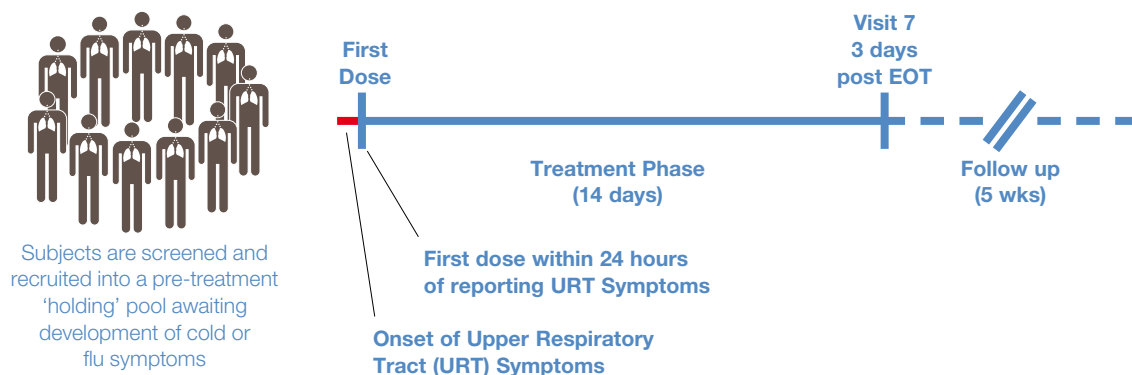 First
Dose
Visit 7
3 days
post EOT
Treatment Phase
(14 days)
Follow up
(5 wks)
Subjects are screened and
recruited into a pre-treatment
‘holding’ pool awaiting
development of cold or
flu symptoms
First dose within 24 hours
of reporting URT Symptoms
Onset of Upper Respiratory
Tract (URT) Symptoms